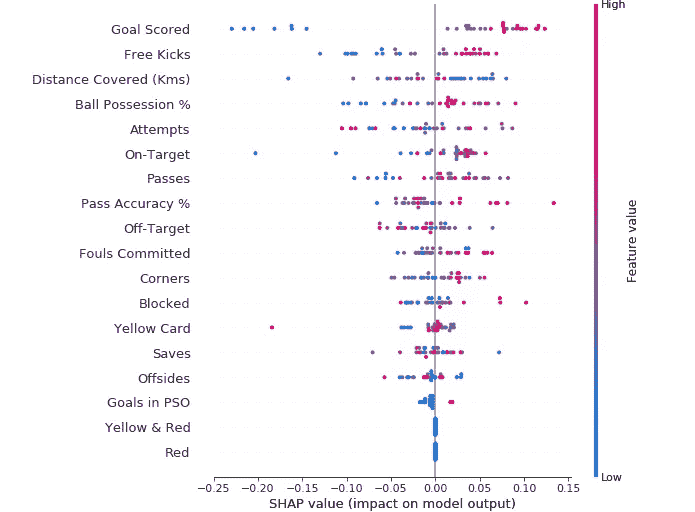 High
Goal Scored
Free Kicks
Distance Covered (Kms)
Ball Possession %
Attempts
On-Target
Passes
Pass Accuracy %
Off-Target
Fouls Committed
Corners
Blocked
Yellow Card
Saves
Offsides
Goals in PSO
Yellow & Red
Red
Feature value
Low
−0.25 −0.20 −0.15 −0.10 −0.05 0.00 0.05 0.10 0.15
SHAP value (impact on model output)